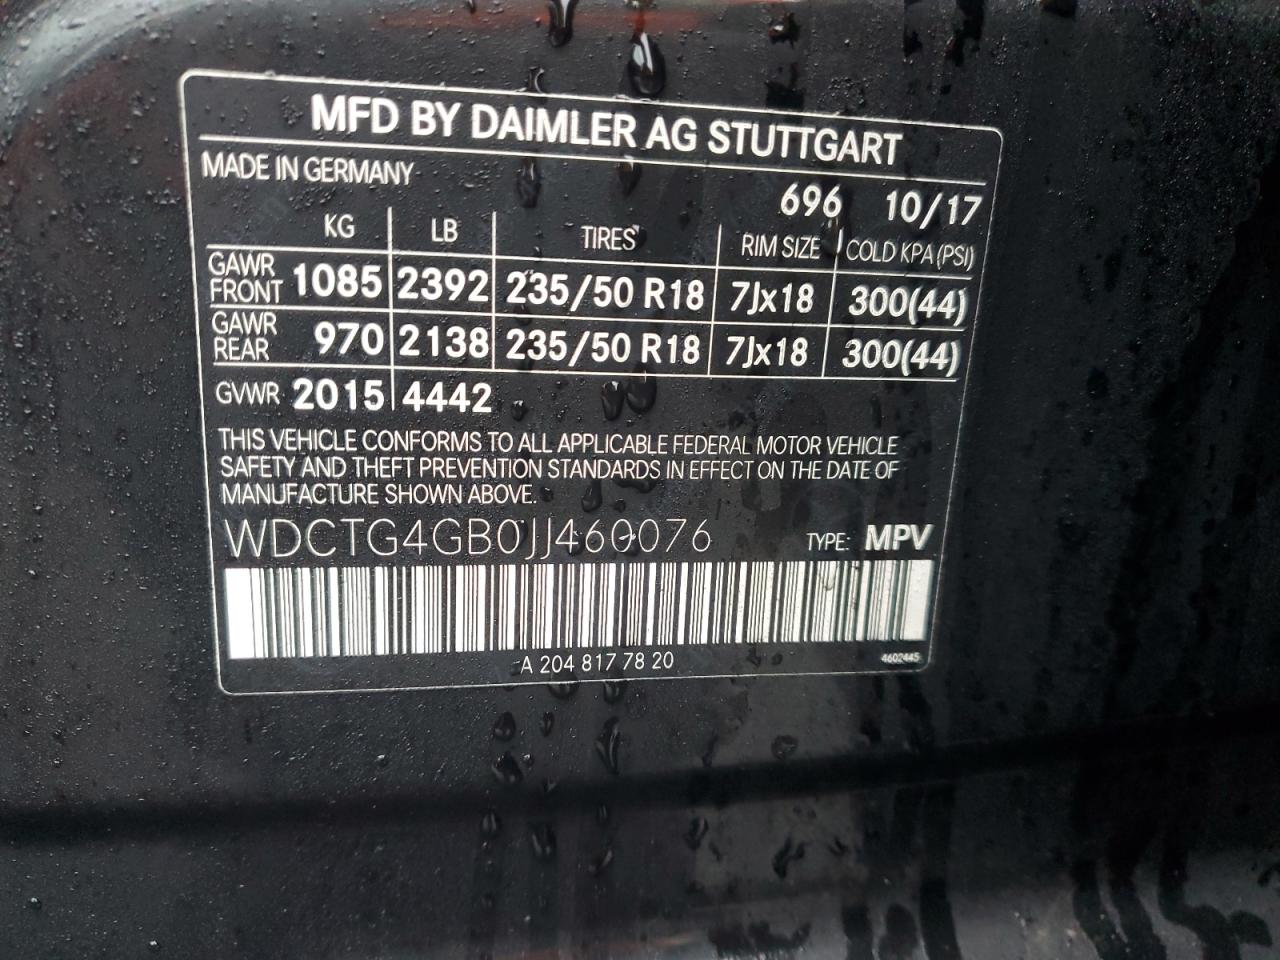 MFD BY DAIMLER AG STUTTGART
MADE IN GERMANY
696 10/17
KG LB TIRES RIM SIZE COLD KPA (PSI)
GAWR FRONT 1085 2392 235/50 R18 7Jx18 300(44)
GAWR REAR 970 2138 235/50 R18 7Jx18 300(44)
GVWR 2015 4442
THIS VEHICLE CONFORMS TO ALL APPLICABLE FEDERAL MOTOR VEHICLE
SAFETY AND THEFT PREVENTION STANDARDS IN EFFECT ON THE DATE OF
MANUFACTURE SHOWN ABOVE.
WDCTG4GB0JJ460076 TYPE: MPV
A 204 817 78 20
4602445